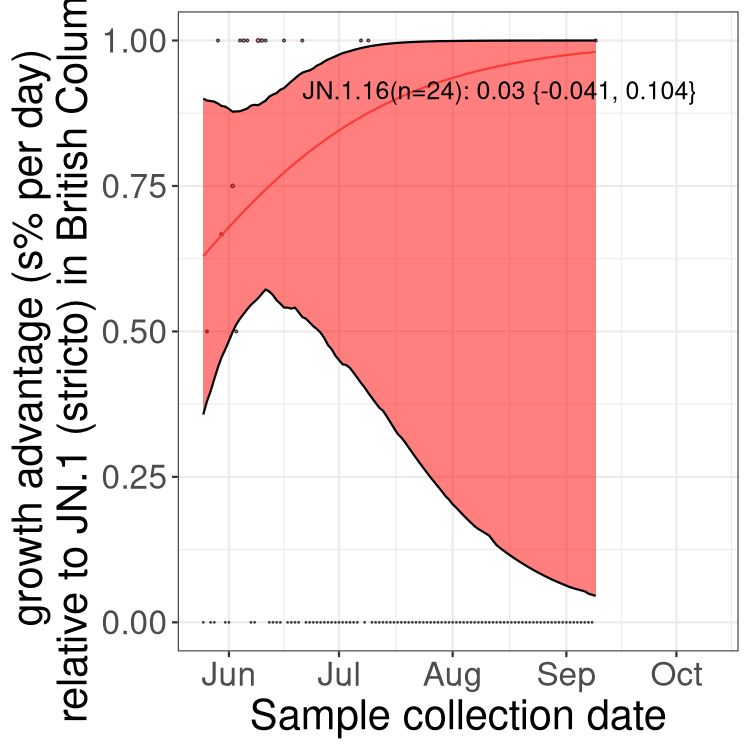 growth advantage (s% per day)
relative to JN.1 (stricto) in British Colum
1.00
0.75
0.50
0.25
0.00
JN.1.16(n=24): 0.03 {-0.041, 0.104}
Jun Jul Aug Sep Oct
Sample collection date